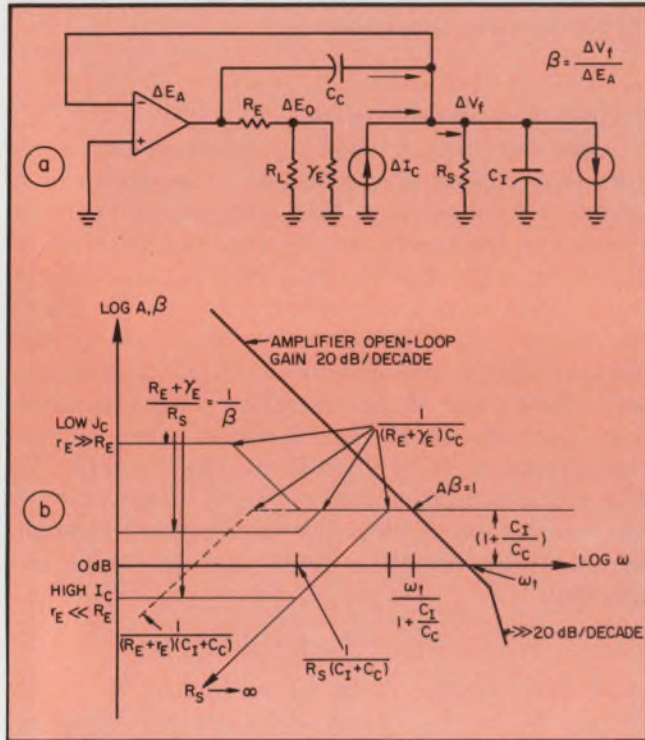 β = ΔVf / ΔEA
ΔEA
CC
RE
ΔEO
ΔVf
−
+
RL
γE
ΔIC
RS
CI
a
LOG A, β
AMPLIFIER OPEN-LOOP
GAIN 20 dB/DECADE
(RE + γE) / RS = 1 / β
LOW JC
rE ≫ RE
1 / (RE + γE) CC
b
Aβ = 1
(1 + CI / CC)
0 dB
LOG ω
HIGH IC
rE ≪ RE
ωt / (1 + CI / CC)
ωt
1 / (RE + rE)(CI + CC)
1 / RS (CI + CC)
≫20 dB/DECADE
RS → ∞